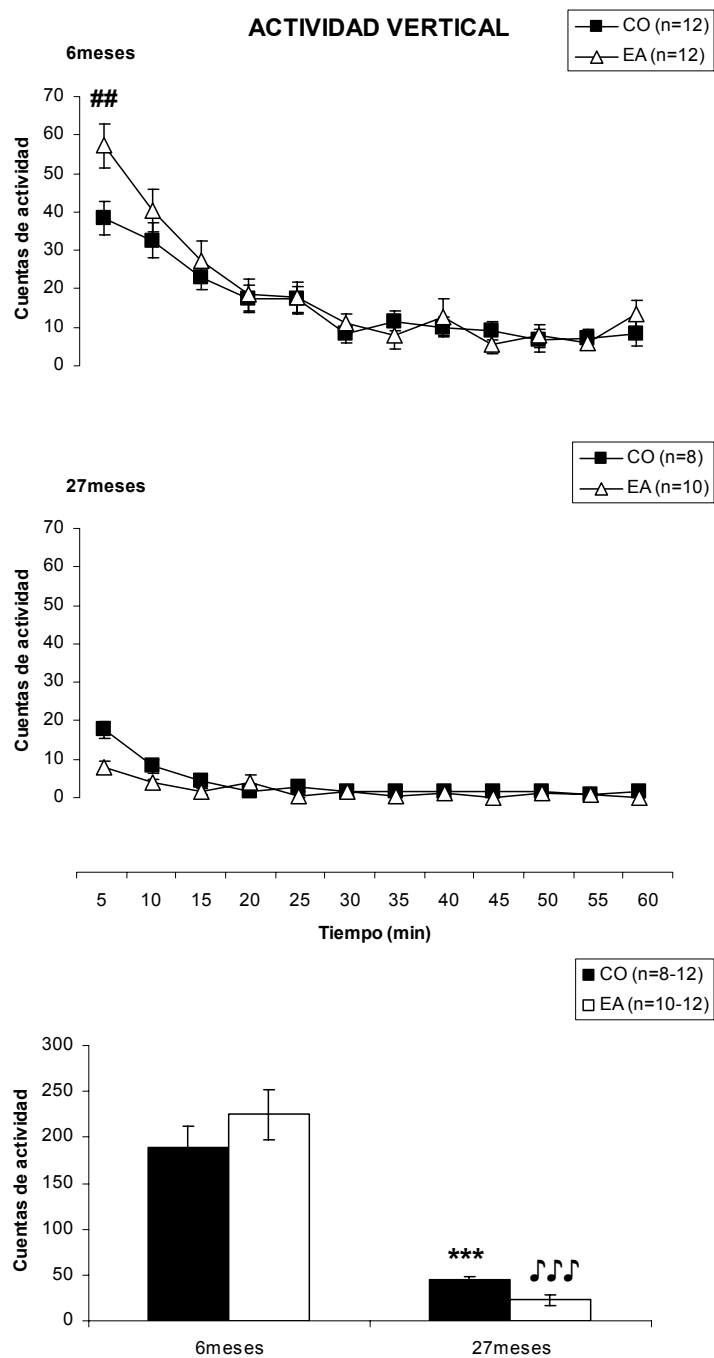 ACTIVIDAD VERTICAL
CO (n=12)
EA (n=12)
6meses
##
Cuentas de actividad
70
60
50
40
30
20
10
0
CO (n=8)
EA (n=10)
27meses
Cuentas de actividad
70
60
50
40
30
20
10
0
5 10 15 20 25 30 35 40 45 50 55 60
Tiempo (min)
CO (n=8-12)
EA (n=10-12)
Cuentas de actividad
300
250
200
150
100
50
0
***
♪♪♪
6meses 27meses